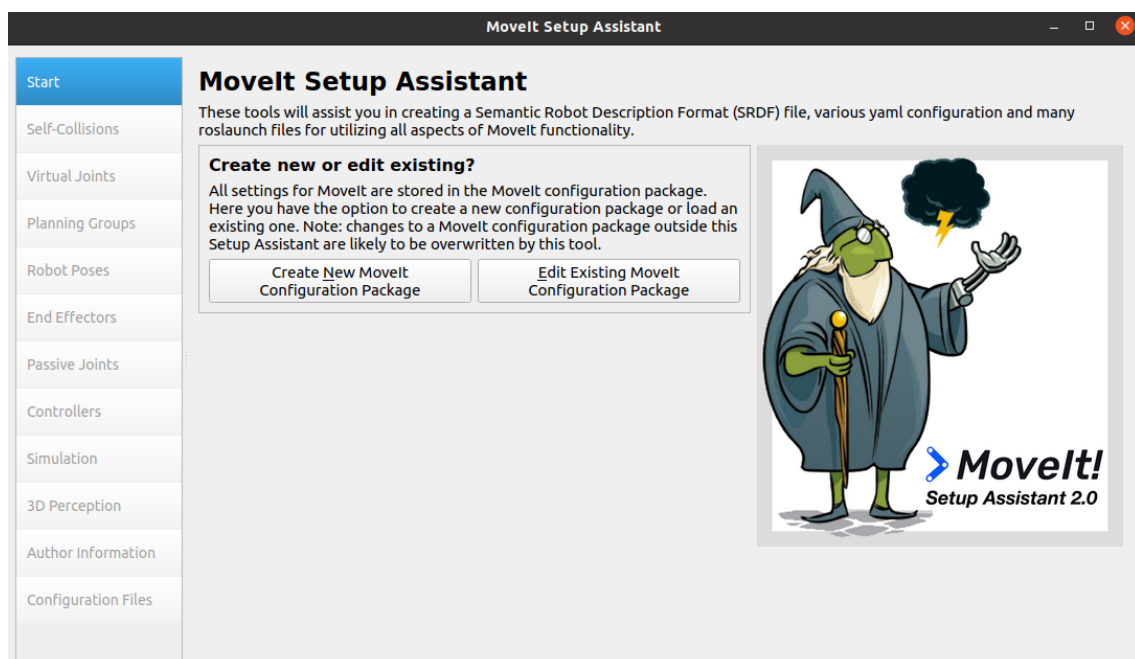 MoveIt Setup Assistant
Start
Self-Collisions
Virtual Joints
Planning Groups
Robot Poses
End Effectors
Passive Joints
Controllers
Simulation
3D Perception
Author Information
Configuration Files
MoveIt Setup Assistant
These tools will assist you in creating a Semantic Robot Description Format (SRDF) file, various yaml configuration and many
roslaunch files for utilizing all aspects of MoveIt functionality.
Create new or edit existing?
All settings for MoveIt are stored in the MoveIt configuration package.
Here you have the option to create a new configuration package or load an
existing one. Note: changes to a MoveIt configuration package outside this
Setup Assistant are likely to be overwritten by this tool.
Create New MoveIt
Configuration Package
Edit Existing MoveIt
Configuration Package
MoveIt!
Setup Assistant 2.0